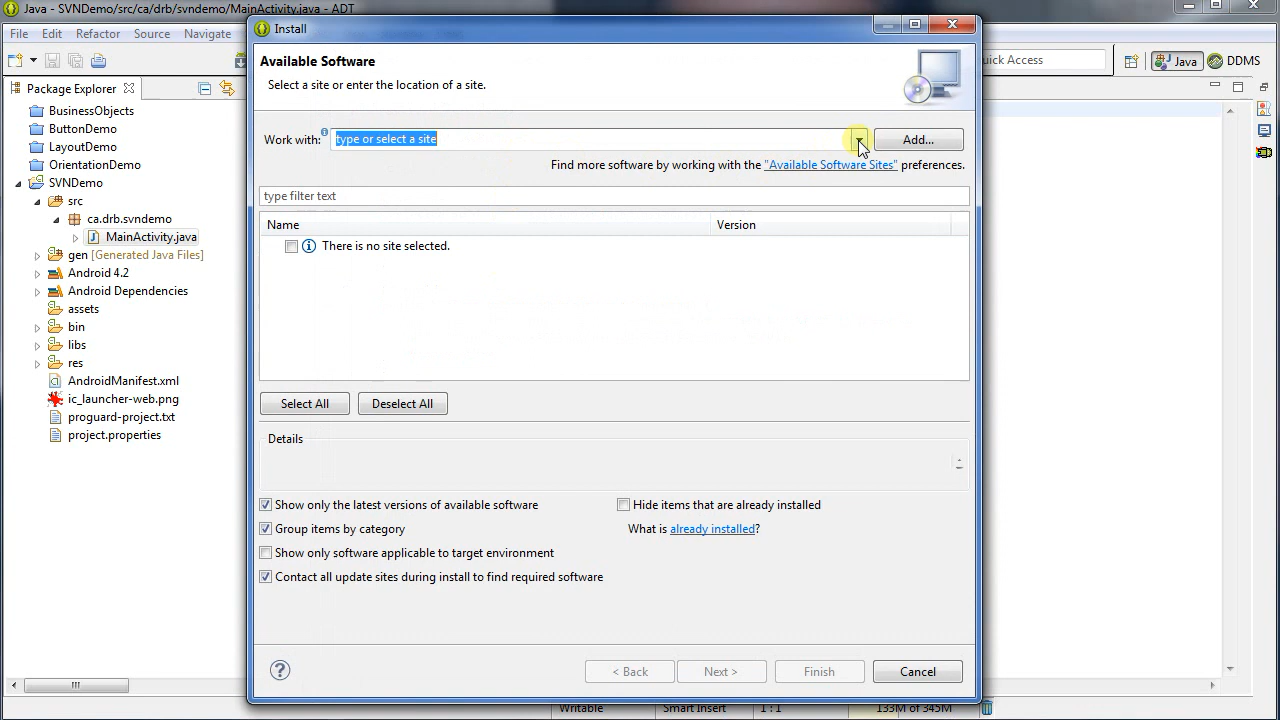 Java - SVNDemo/src/ca/drb/svndemo/MainActivity.java - ADT
File Edit Refactor Source Navigate
Quick Access
Java
DDMS
Package Explorer
BusinessObjects
ButtonDemo
LayoutDemo
OrientationDemo
SVNDemo
src
ca.drb.svndemo
MainActivity.java
gen [Generated Java Files]
Android 4.2
Android Dependencies
assets
bin
libs
res
AndroidManifest.xml
ic_launcher-web.png
proguard-project.txt
project.properties
Install
Available Software
Select a site or enter the location of a site.
Work with: type or select a site
Add...
Find more software by working with the "Available Software Sites" preferences.
type filter text
Name Version
There is no site selected.
Select All Deselect All
Details
Show only the latest versions of available software
Hide items that are already installed
Group items by category
What is already installed?
Show only software applicable to target environment
Contact all update sites during install to find required software
? < Back Next > Finish Cancel
Writable Smart Insert 1 : 1 133M of 345M